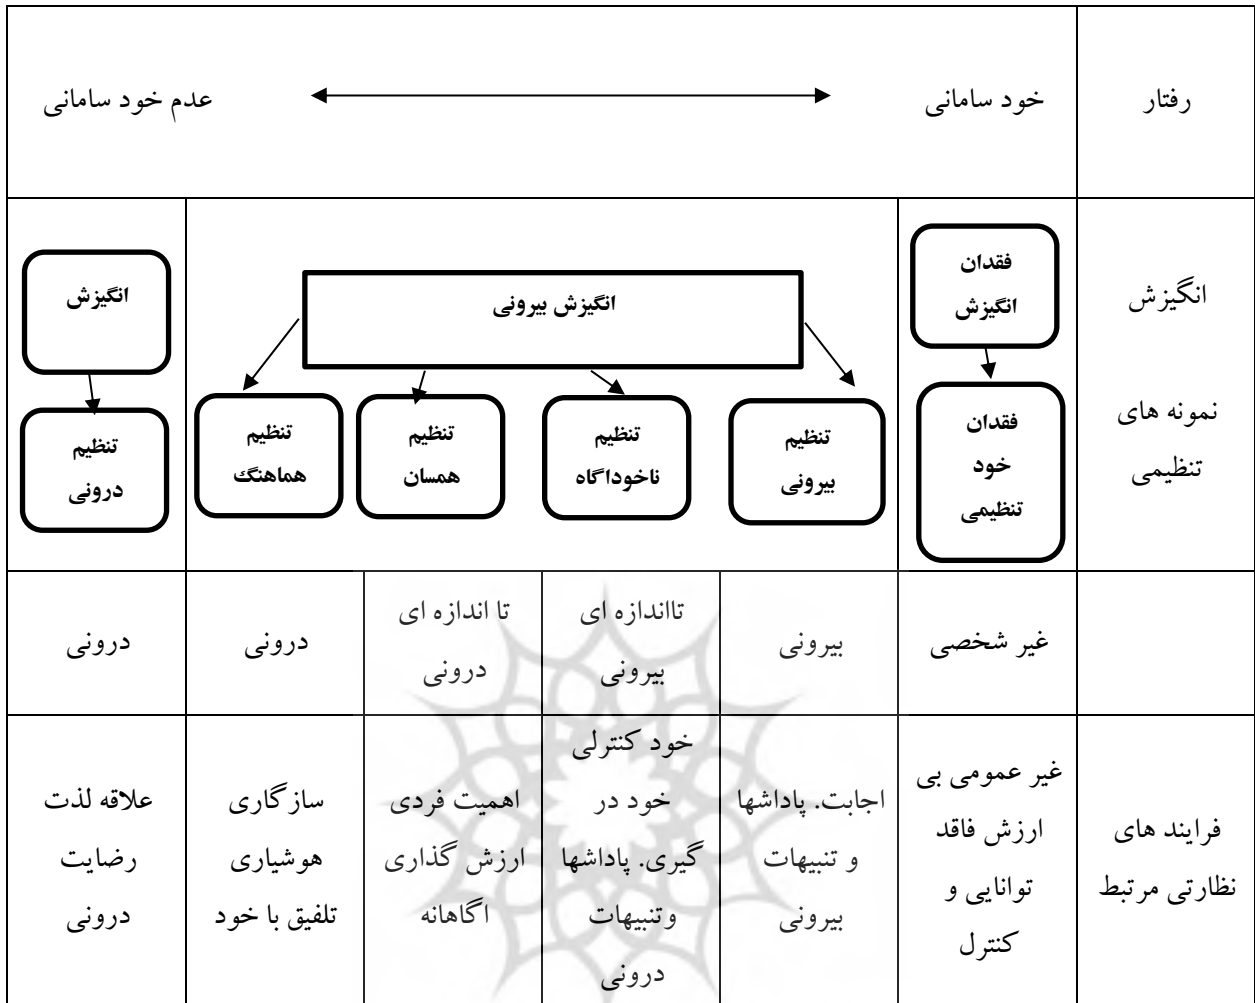 رفتار
خود سامانی
عدم خود سامانی
انگیزش
نمونه های
تنظیمی
فقدان
انگیزش
فقدان
خود
تنظیمی
انگیزش بیرونی
تنظیم
بیرونی
تنظیم
ناخوداگاه
تنظیم
همسان
تنظیم
هماهنگ
انگیزش
تنظیم
درونی
غیر شخصی
بیرونی
تااندازه ای
بیرونی
تا اندازه ای
درونی
درونی
درونی
فرایند های
نظارتی مرتبط
غیر عمومی بی
ارزش فاقد
توانایی و
کنترل
اجابت. پاداشها
و تنبیهات
بیرونی
خود کنترلی
خود در
گیری. پاداشها
وتنبیهات
درونی
اهمیت فردی
ارزش گذاری
اگاهانه
سازگاری
هوشیاری
تلفیق با خود
علاقه لذت
رضایت
درونی